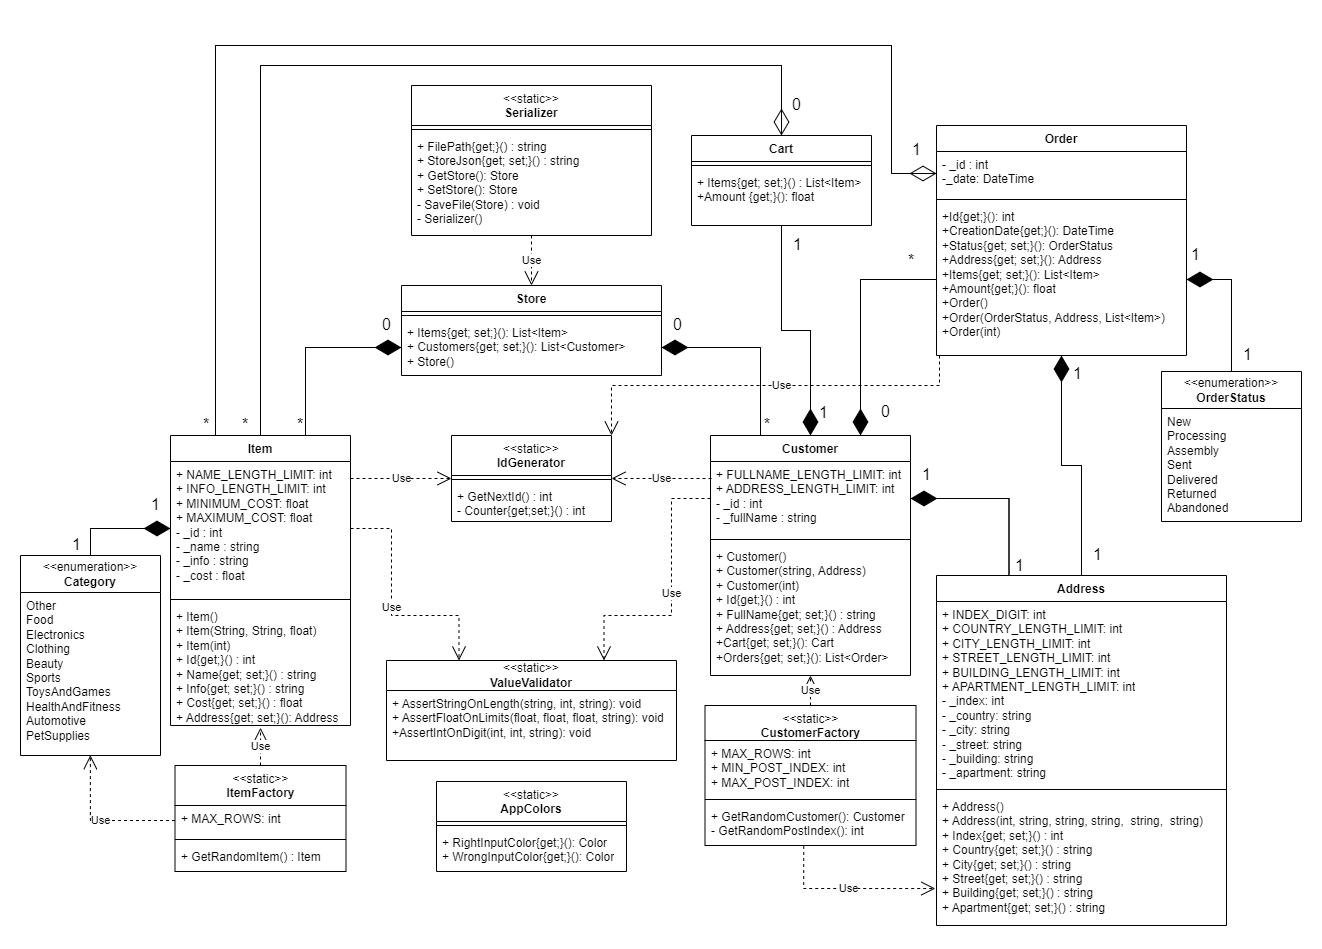 <<static>>
Serializer
+ FilePath{get;}() : string
+ StoreJson{get; set;}() : string
+ GetStore(): Store
+ SetStore(): Store
- SaveFile(Store) : void
- Serializer()
Use
0
Cart
+ Items{get; set;}() : List<Item>
+Amount {get;}(): float
1
1
Order
- _id : int
-_date: DateTime
+Id{get;}(): int
+CreationDate{get;}(): DateTime
+Status{get; set;}(): OrderStatus
+Address{get; set;}(): Address
+Items{get; set;}(): List<Item>
+Amount{get;}(): float
+Order()
+Order(OrderStatus, Address, List<Item>)
+Order(int)
*
1
1
<<enumeration>>
OrderStatus
New
Processing
Assembly
Sent
Delivered
Returned
Abandoned
Store
+ Items{get; set;}(): List<Item>
+ Customers{get; set;}(): List<Customer>
+ Store()
0
0
Use
1
0
1
* * *
*
Item
+ NAME_LENGTH_LIMIT: int
+ INFO_LENGTH_LIMIT: int
+ MINIMUM_COST: float
+ MAXIMUM_COST: float
- _id : int
- _name : string
- _info : string
- _cost : float
+ Item()
+ Item(String, String, float)
+ Item(int)
+ Id{get;}() : int
+ Name{get; set;}() : string
+ Info{get; set;}() : string
+ Cost{get; set;}() : float
+ Address{get; set;}(): Address
Use
<<static>>
IdGenerator
+ GetNextId() : int
- Counter{get;set;}() : int
Use
Customer
+ FULLNAME_LENGTH_LIMIT: int
+ ADDRESS_LENGTH_LIMIT: int
- _id : int
- _fullName : string
+ Customer()
+ Customer(string, Address)
+ Customer(int)
+ Id{get;}() : int
+ FullName{get; set;}() : string
+ Address{get; set;}() : Address
+Cart{get; set;}(): Cart
+Orders{get; set;}(): List<Order>
1
1
1
1
1
<<enumeration>>
Category
Other
Food
Electronics
Clothing
Beauty
Sports
ToysAndGames
HealthAndFitness
Automotive
PetSupplies
Use
Use
<<static>>
ValueValidator
+ AssertStringOnLength(string, int, string): void
+ AssertFloatOnLimits(float, float, float, string): void
+AssertIntOnDigit(int, int, string): void
Address
+ INDEX_DIGIT: int
+ COUNTRY_LENGTH_LIMIT: int
+ CITY_LENGTH_LIMIT: int
+ STREET_LENGTH_LIMIT: int
+ BUILDING_LENGTH_LIMIT: int
+ APARTMENT_LENGTH_LIMIT: int
- _index: int
- _country: string
- _city: string
- _street: string
- _building: string
- _apartment: string
+ Address()
+ Address(int, string, string, string, string, string)
+ Index{get; set;}() : int
+ Country{get; set;}() : string
+ City{get; set;}() : string
+ Street{get; set;}() : string
+ Building{get; set;}() : string
+ Apartment{get; set;}() : string
Use
<<static>>
ItemFactory
+ MAX_ROWS: int
+ GetRandomItem() : Item
Use
<<static>>
AppColors
+ RightInputColor{get;}(): Color
+ WrongInputColor{get;}(): Color
Use
<<static>>
CustomerFactory
+ MAX_ROWS: int
+ MIN_POST_INDEX: int
+ MAX_POST_INDEX: int
+ GetRandomCustomer(): Customer
- GetRandomPostIndex(): int
Use